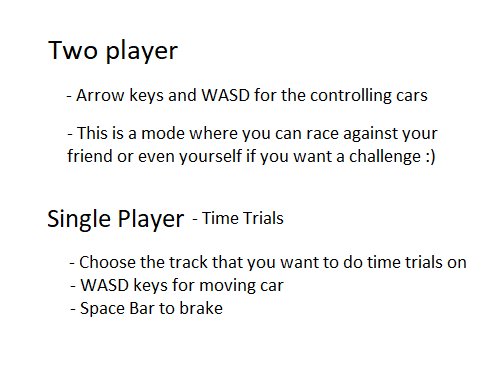 Two player
- Arrow keys and WASD for the controlling cars
- This is a mode where you can race against your
friend or even yourself if you want a challenge :)
Single Player - Time Trials
- Choose the track that you want to do time trials on
- WASD keys for moving car
- Space Bar to brake